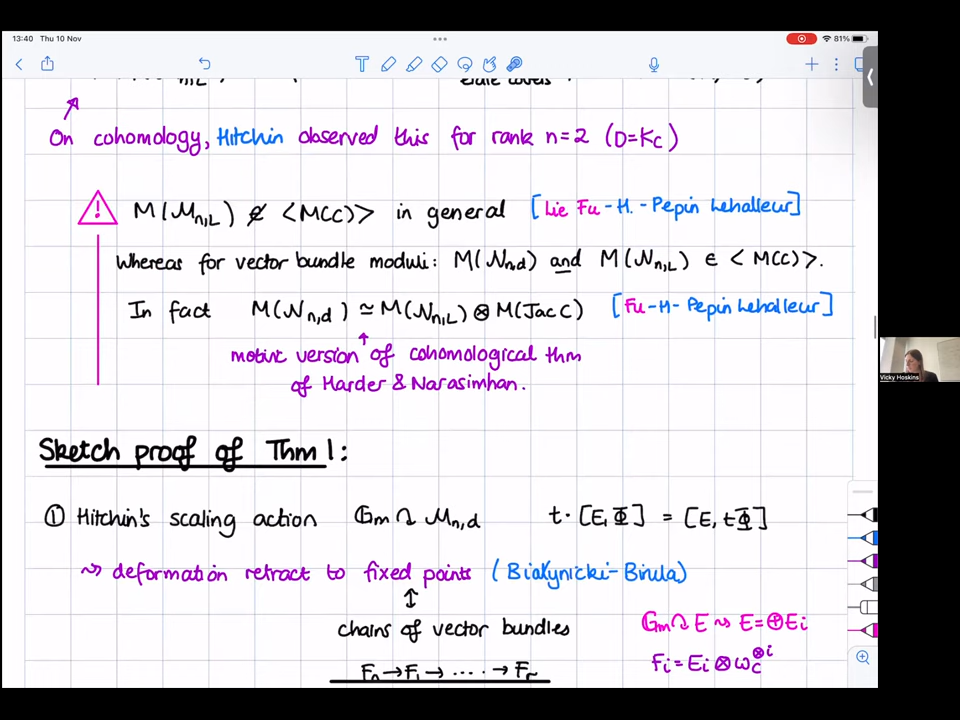 13:40 Thu 10 Nov
81%
On cohomology, Hitchin observed this for rank n=2 (D=K_C)
! M(M_{n,L}) ∉ <M(C)> in general [Lie Fu-H.-Pepin Lehalleur]
Whereas for vector bundle moduli: M(N_{n,d}) and M(N_{n,L}) ∈ <M(C)>.
In fact M(N_{n,d}) ≃ M(N_{n,L}) ⊗ M(Jac C) [Fu-H-Pepin Lehalleur]
motivic version of cohomological thm
of Harder & Narasimhan.
Vicky Hoskins
Sketch proof of Thm 1:
① Hitchin's scaling action G_m ↷ M_{n,d} t·[E,Φ] = [E,tΦ]
⇝ deformation retract to fixed points (Białynicki-Birula)
↕
chains of vector bundles
G_m ↷ E ⇝ E=⊕E_i
F_i = E_i ⊗ ω_C^{⊗i}
F_0 → F_1 → .... → F_r